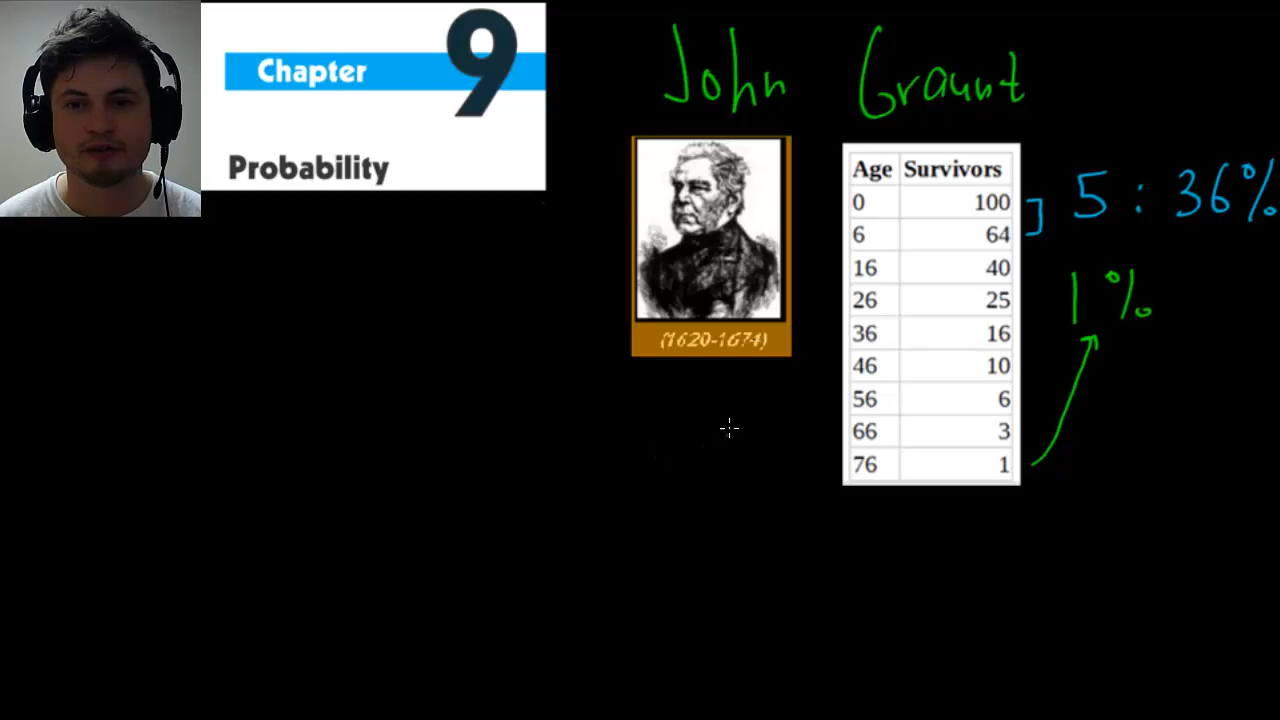 Chapter 9
Probability
John Graunt
(1620-1674)
Age Survivors
0 100
6 64
16 40
26 25
36 16
46 10
56 6
66 3
76 1
5 : 36%
1%